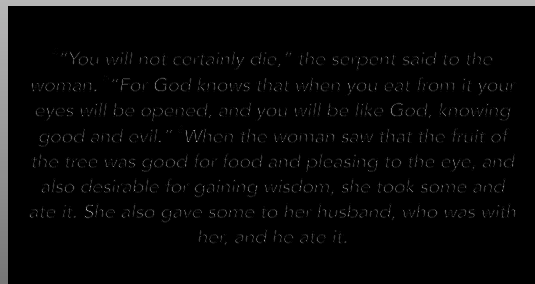 “You will not certainly die,” the serpent said to the
woman. “For God knows that when you eat from it your
eyes will be opened, and you will be like God, knowing
good and evil.” When the woman saw that the fruit of
the tree was good for food and pleasing to the eye, and
also desirable for gaining wisdom, she took some and
ate it. She also gave some to her husband, who was with
her, and he ate it.